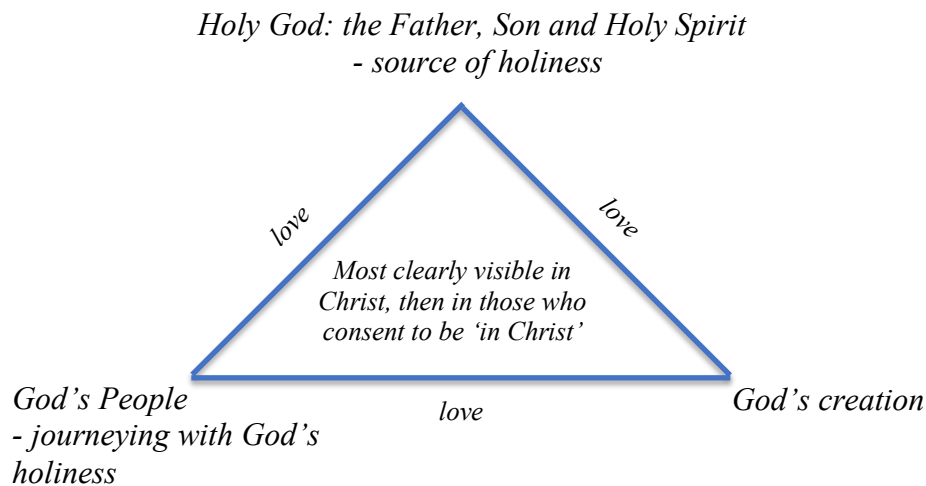 Holy God: the Father, Son and Holy Spirit
- source of holiness
love
love
Most clearly visible in
Christ, then in those who
consent to be ‘in Christ’
God’s People
- journeying with God’s
holiness
love
God’s creation